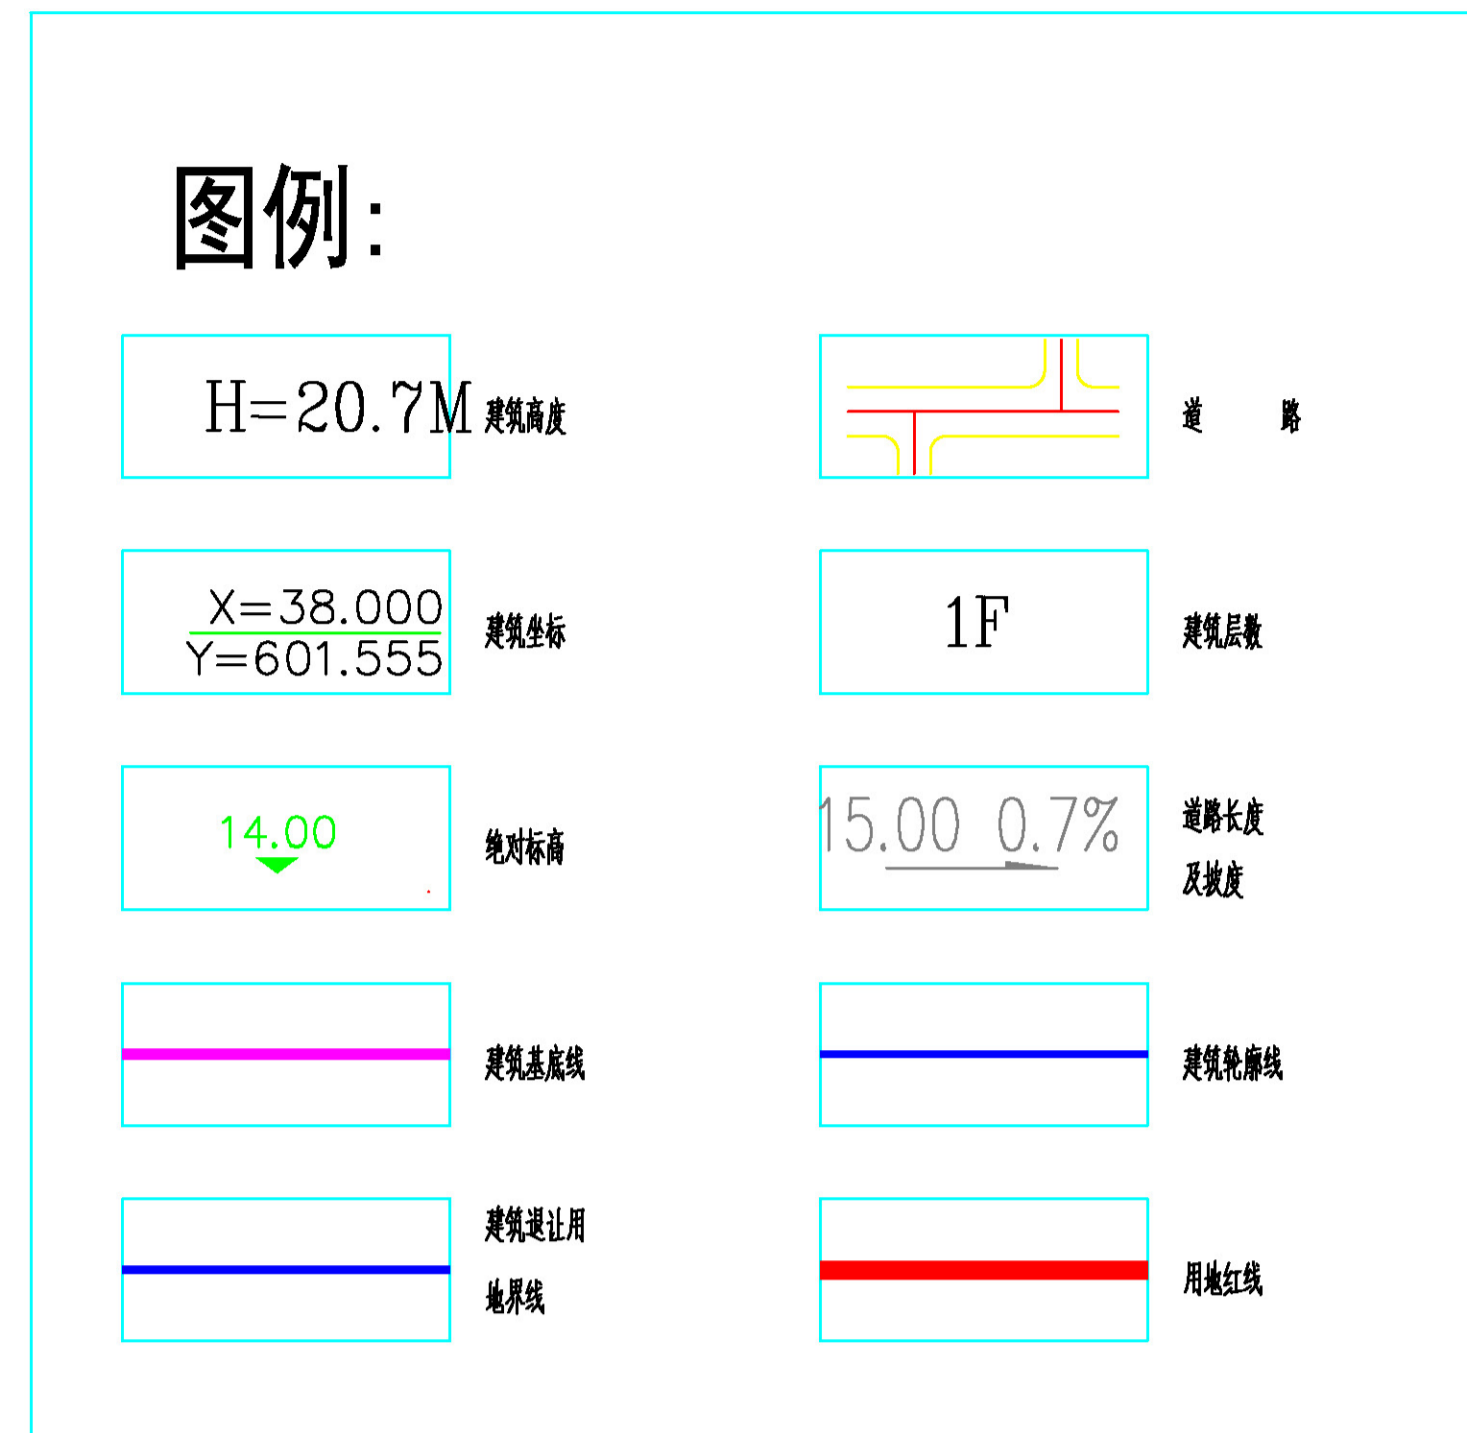 图例:
H=20.7M 建筑高度
道 路
X=38.000
Y=601.555
建筑坐标
1F 建筑层数
14.00 绝对标高
15.00 0.7%
道路长度
及坡度
建筑基底线
建筑轮廓线
建筑退让用
地界线
用地红线